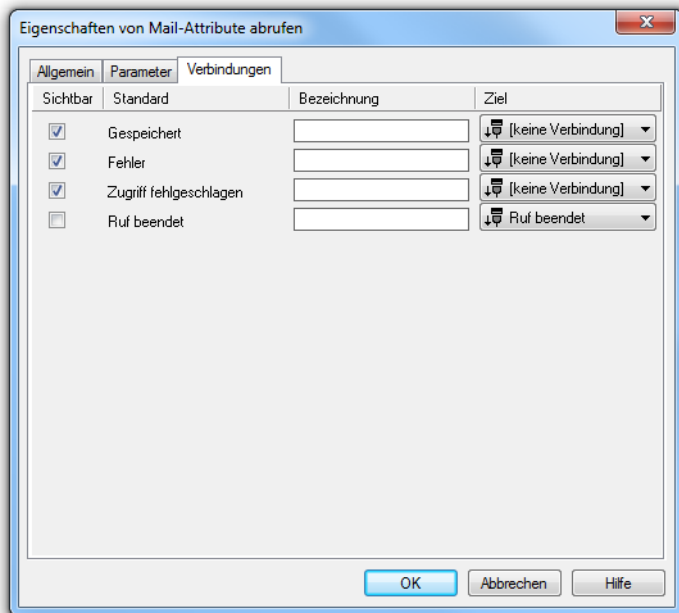 Eigenschaften von Mail-Attribute abrufen
Allgemein Parameter Verbindungen
Sichtbar Standard Bezeichnung Ziel
Gespeichert [keine Verbindung]
Fehler [keine Verbindung]
Zugriff fehlgeschlagen [keine Verbindung]
Ruf beendet Ruf beendet
OK Abbrechen Hilfe